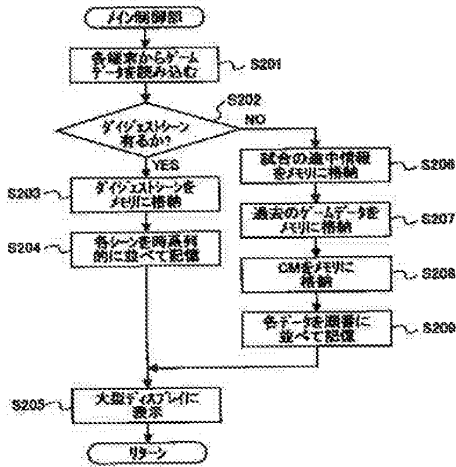 メイン制御部
各端末からゲーム
データを読み込む
S201
S202
ダイジェストシーン
有るか?
NO
YES
S203
ダイジェストシーンを
メモリに格納
S204
各シーンを時系列
的に並べて記憶
試合の途中情報
をメモリに格納
S206
過去のゲームデータを
メモリに格納
S207
CMをメモリに
格納
S208
各データを順番に
並べて記憶
S209
S205
大型ディスプレイに
表示
リターン